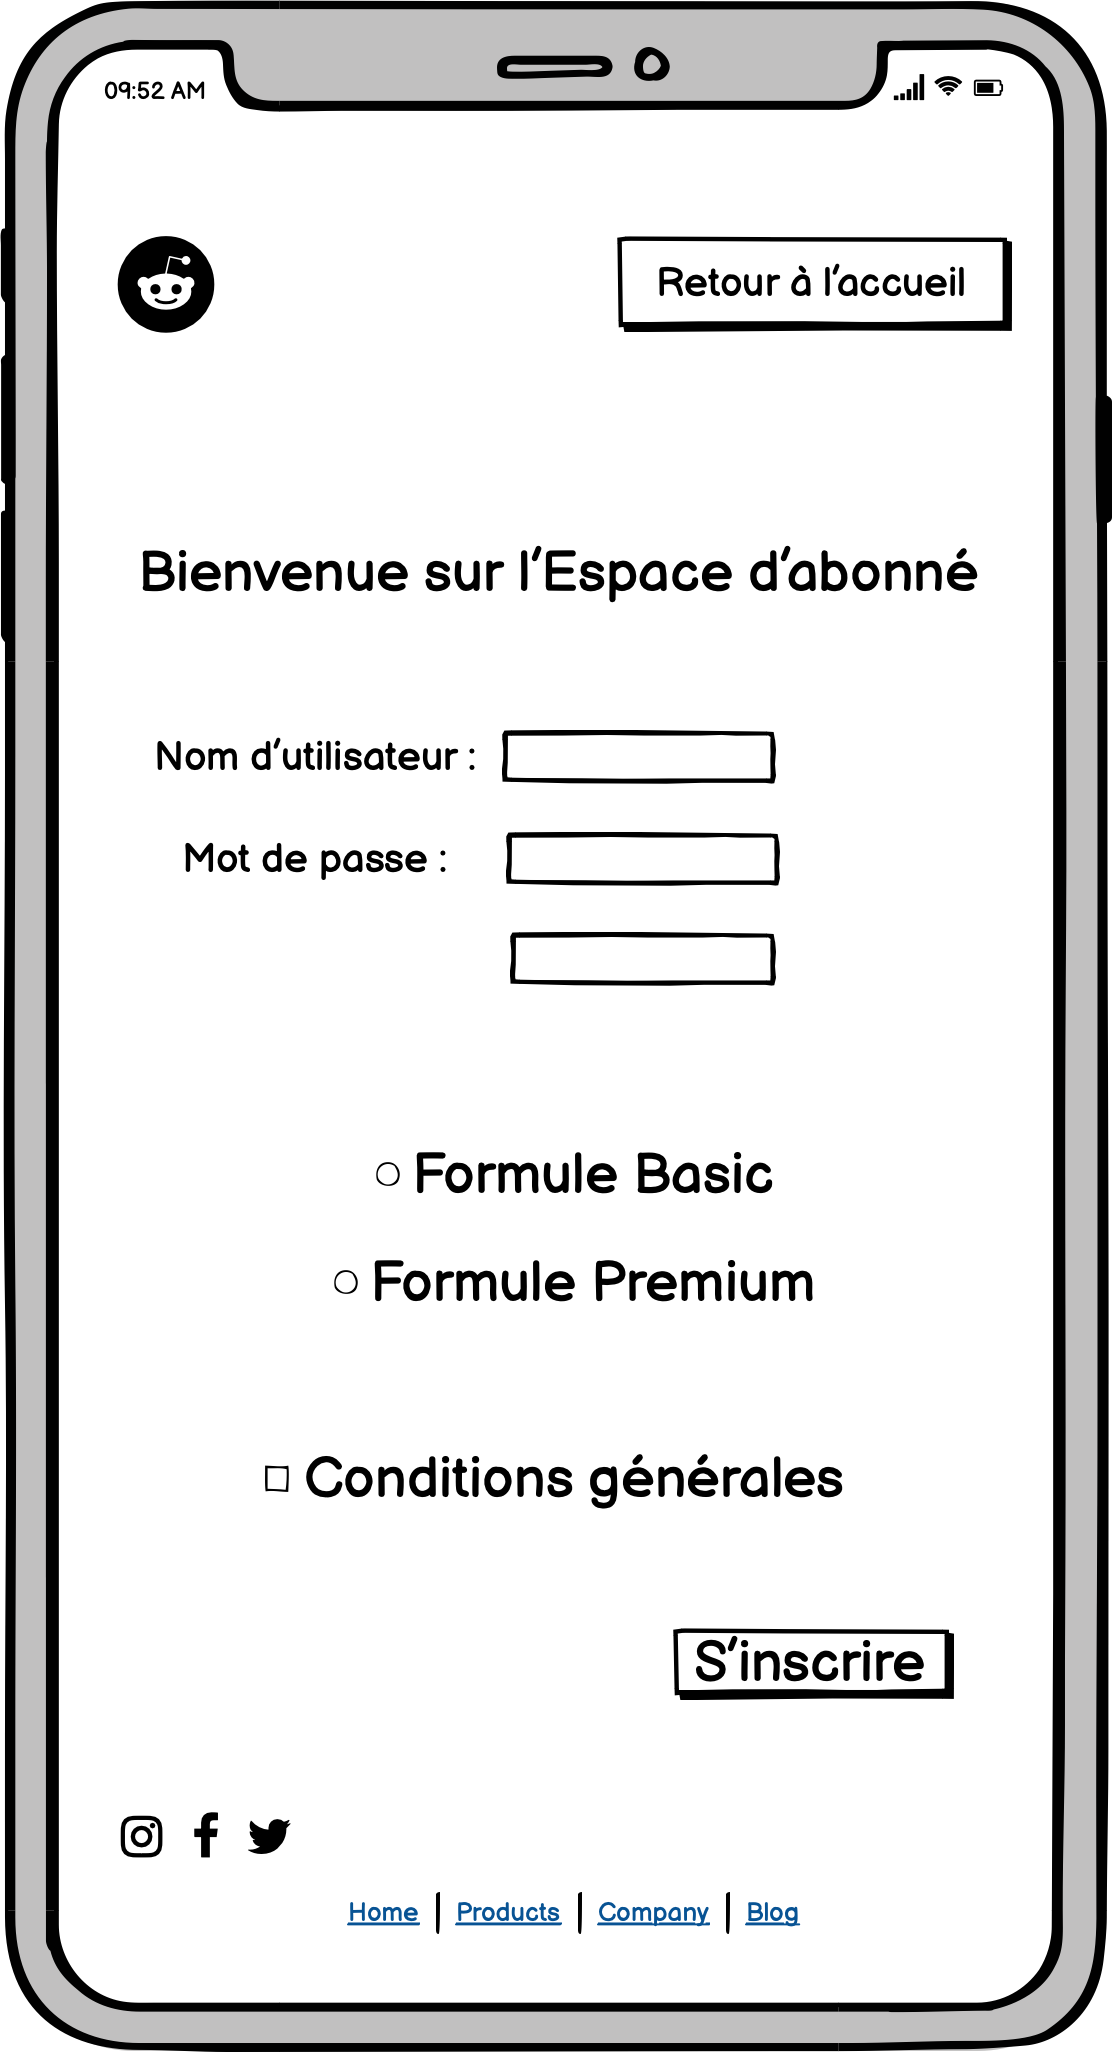 09:52 AM
Retour à l'accueil
Bienvenue sur l'Espace d'abonné
Nom d'utilisateur :
Mot de passe :
Formule Basic
Formule Premium
Conditions générales
S'inscrire
Home | Products | Company | Blog